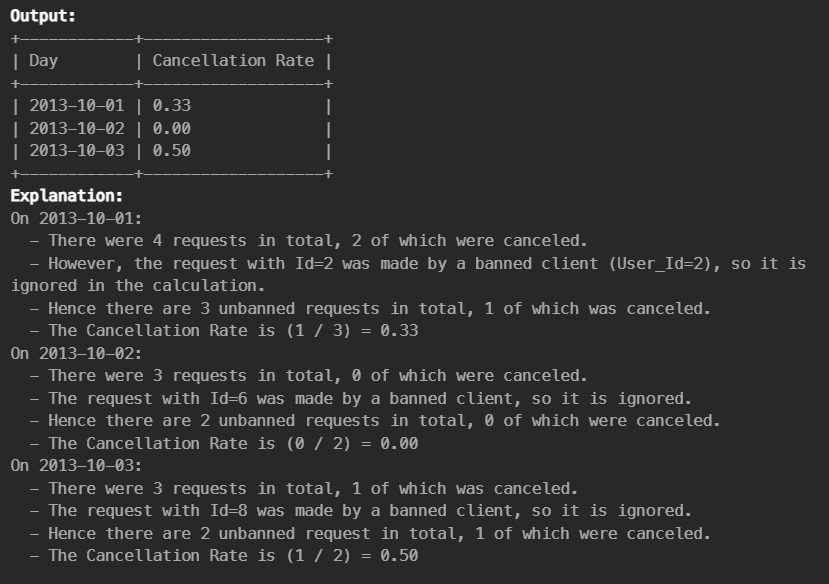 Output:
+------------+-------------------+
| Day        | Cancellation Rate |
+------------+-------------------+
| 2013-10-01 | 0.33              |
| 2013-10-02 | 0.00              |
| 2013-10-03 | 0.50              |
+------------+-------------------+
Explanation:
On 2013-10-01:
  - There were 4 requests in total, 2 of which were canceled.
  - However, the request with Id=2 was made by a banned client (User_Id=2), so it is
ignored in the calculation.
  - Hence there are 3 unbanned requests in total, 1 of which was canceled.
  - The Cancellation Rate is (1 / 3) = 0.33
On 2013-10-02:
  - There were 3 requests in total, 0 of which were canceled.
  - The request with Id=6 was made by a banned client, so it is ignored.
  - Hence there are 2 unbanned requests in total, 0 of which were canceled.
  - The Cancellation Rate is (0 / 2) = 0.00
On 2013-10-03:
  - There were 3 requests in total, 1 of which was canceled.
  - The request with Id=8 was made by a banned client, so it is ignored.
  - Hence there are 2 unbanned request in total, 1 of which were canceled.
  - The Cancellation Rate is (1 / 2) = 0.50